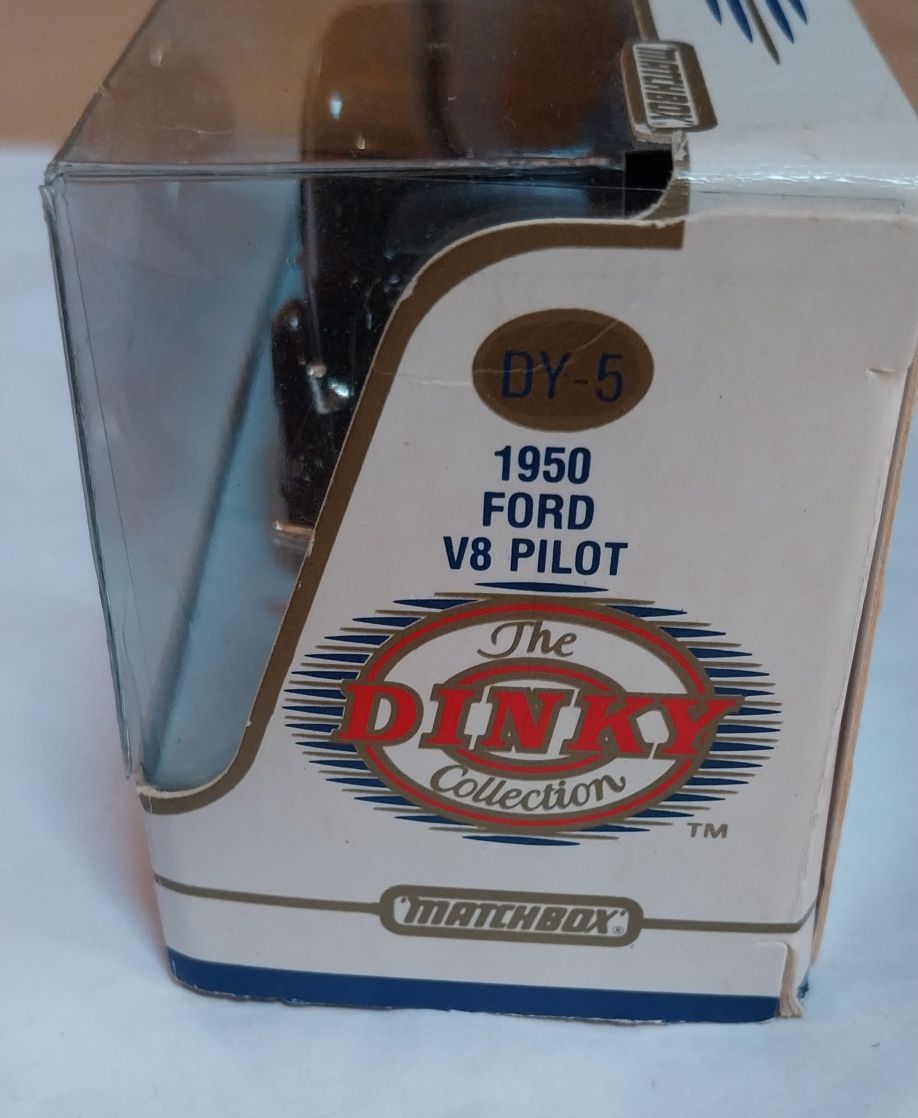 MATCHBOX
DY-5
1950
FORD
V8 PILOT
The
DINKY
Collection
TM
"MATCHBOX"®